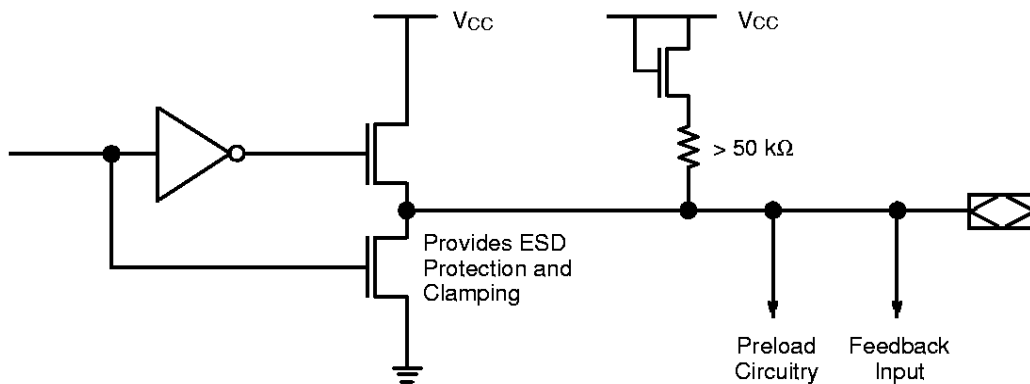 VCC
VCC
> 50 kΩ
Provides ESD
Protection and
Clamping
Preload
Circuitry
Feedback
Input